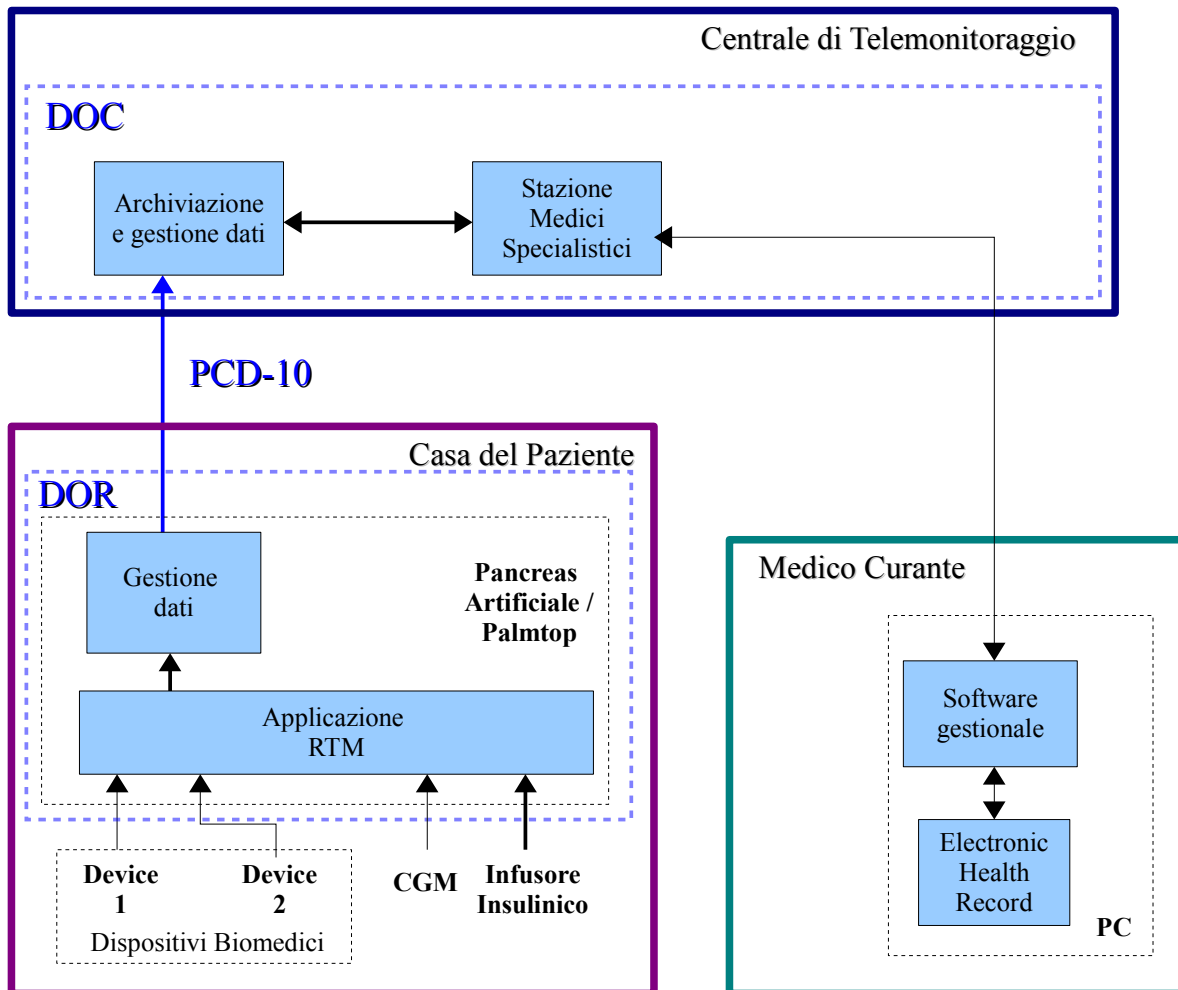 Centrale di Telemonitoraggio
DOC
Archiviazione
e gestione dati
Stazione
Medici
Specialistici
PCD-10
Casa del Paziente
DOR
Gestione
dati
Pancreas
Artificiale /
Palmtop
Applicazione
RTM
Device
1
Device
2
CGM
Infusore
Insulinico
Dispositivi Biomedici
Medico Curante
Software
gestionale
Electronic
Health
Record
PC